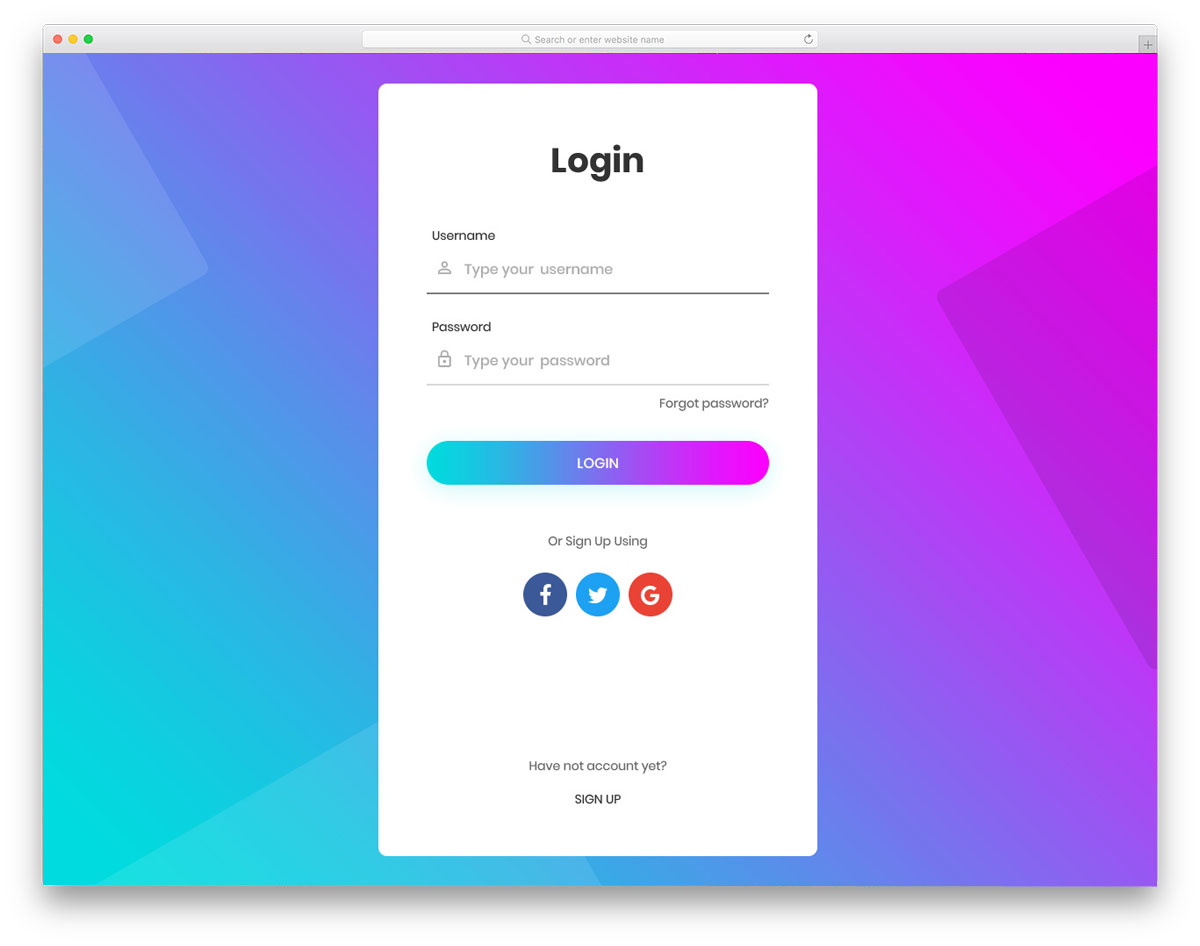 Search or enter website name
Login
Username
Type your username
Password
Type your password
Forgot password?
LOGIN
Or Sign Up Using
Have not account yet?
SIGN UP